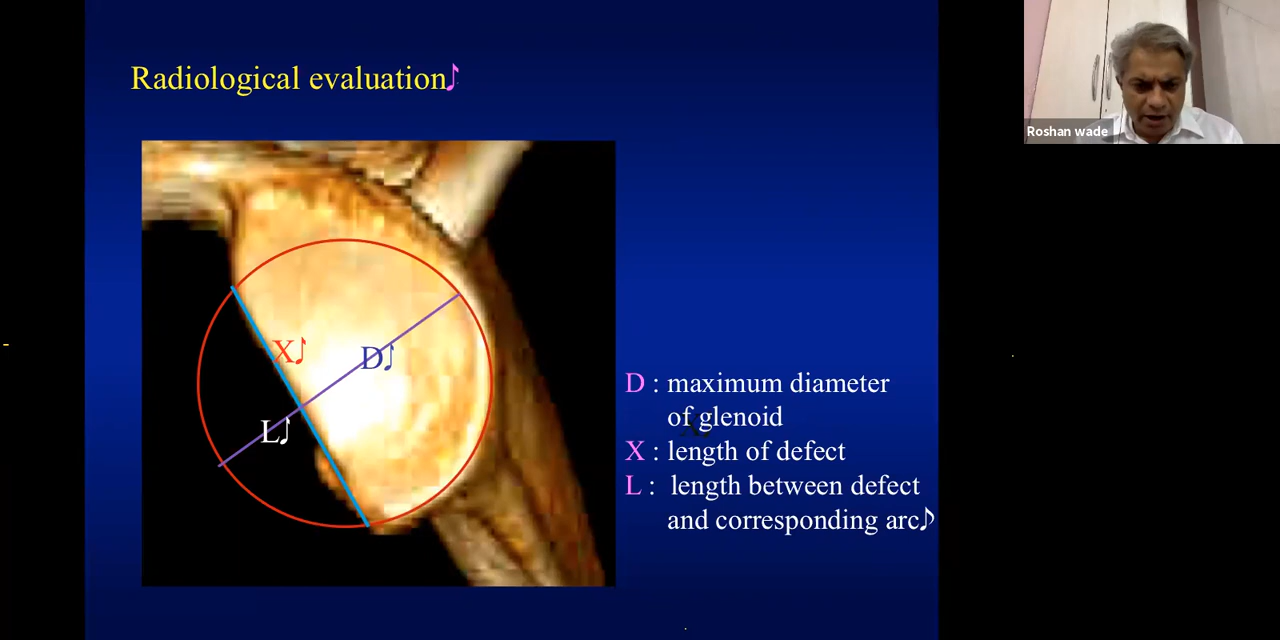 Radiological evaluation♪
Roshan wade
X♪
D♪
L♪
D : maximum diameter
of glenoid
X : length of defect
L : length between defect
and corresponding arc♪